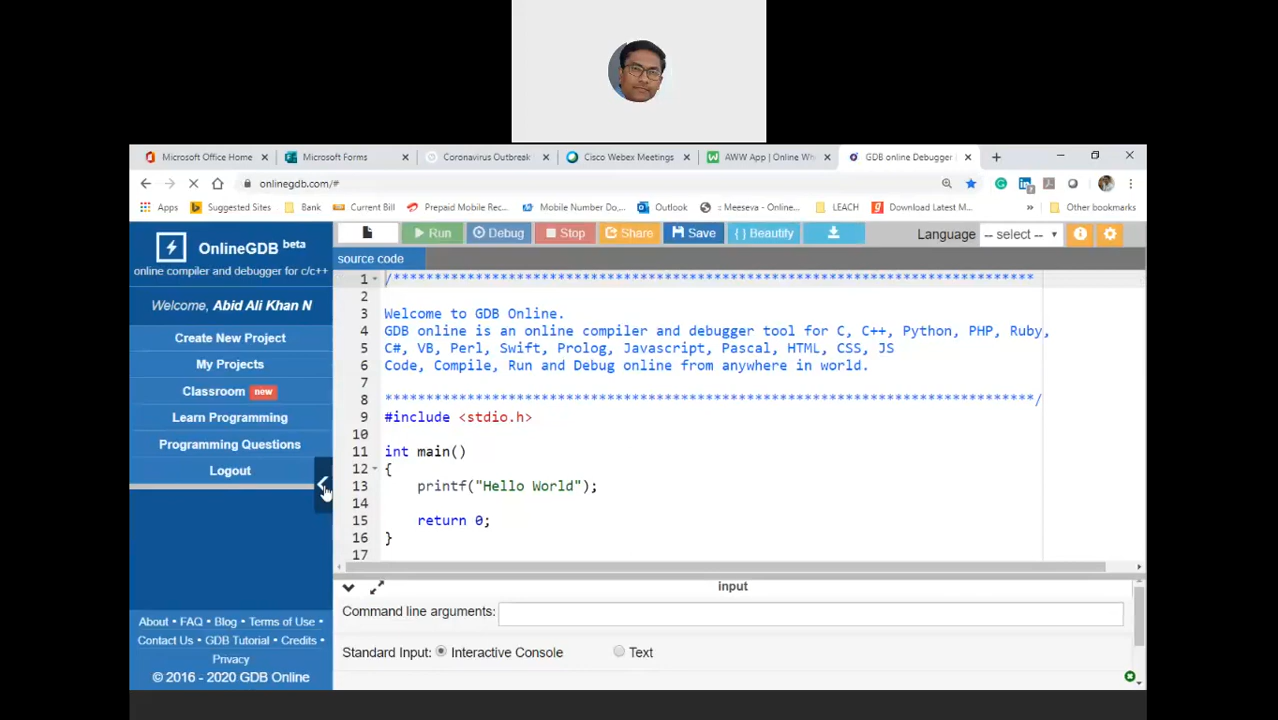 Microsoft Office Home
Microsoft Forms
Coronavirus Outbreak
Cisco Webex Meetings
AWW App | Online Wh
GDB online Debugger |
onlinegdb.com/#
Apps
Suggested Sites
Bank
Current Bill
Prepaid Mobile Rec...
Mobile Number Do,...
Outlook
:: Meeseva - Online...
LEACH
Download Latest M...
»
Other bookmarks
OnlineGDB beta
online compiler and debugger for c/c++
Welcome, Abid Ali Khan N
Create New Project
My Projects
Classroom new
Learn Programming
Programming Questions
Logout
About • FAQ • Blog • Terms of Use •
Contact Us • GDB Tutorial • Credits •
Privacy
© 2016 - 2020 GDB Online
Run
Debug
Stop
Share
Save
{ } Beautify
Language -- select --
source code
1 /******************************************************************************
2
3 Welcome to GDB Online.
4 GDB online is an online compiler and debugger tool for C, C++, Python, PHP, Ruby,
5 C#, VB, Perl, Swift, Prolog, Javascript, Pascal, HTML, CSS, JS
6 Code, Compile, Run and Debug online from anywhere in world.
7
8 *******************************************************************************/
9 #include <stdio.h>
10
11 int main()
12 {
13 printf("Hello World");
14
15 return 0;
16 }
17
input
Command line arguments:
Standard Input: Interactive Console Text